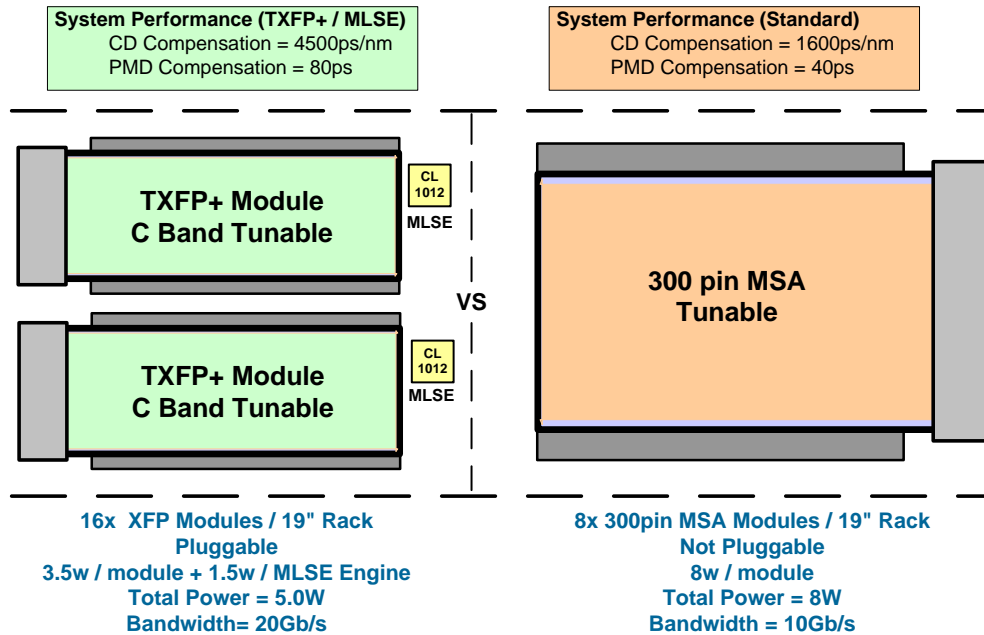 System Performance (TXFP+ / MLSE)
CD Compensation = 4500ps/nm
PMD Compensation = 80ps
System Performance (Standard)
CD Compensation = 1600ps/nm
PMD Compensation = 40ps
TXFP+ Module
C Band Tunable
CL
1012
MLSE
TXFP+ Module
C Band Tunable
CL
1012
MLSE
VS
300 pin MSA
Tunable
16x  XFP Modules / 19" Rack
Pluggable
3.5w / module + 1.5w / MLSE Engine
Total Power = 5.0W
Bandwidth= 20Gb/s
8x 300pin MSA Modules / 19" Rack
Not Pluggable
8w / module
Total Power = 8W
Bandwidth = 10Gb/s